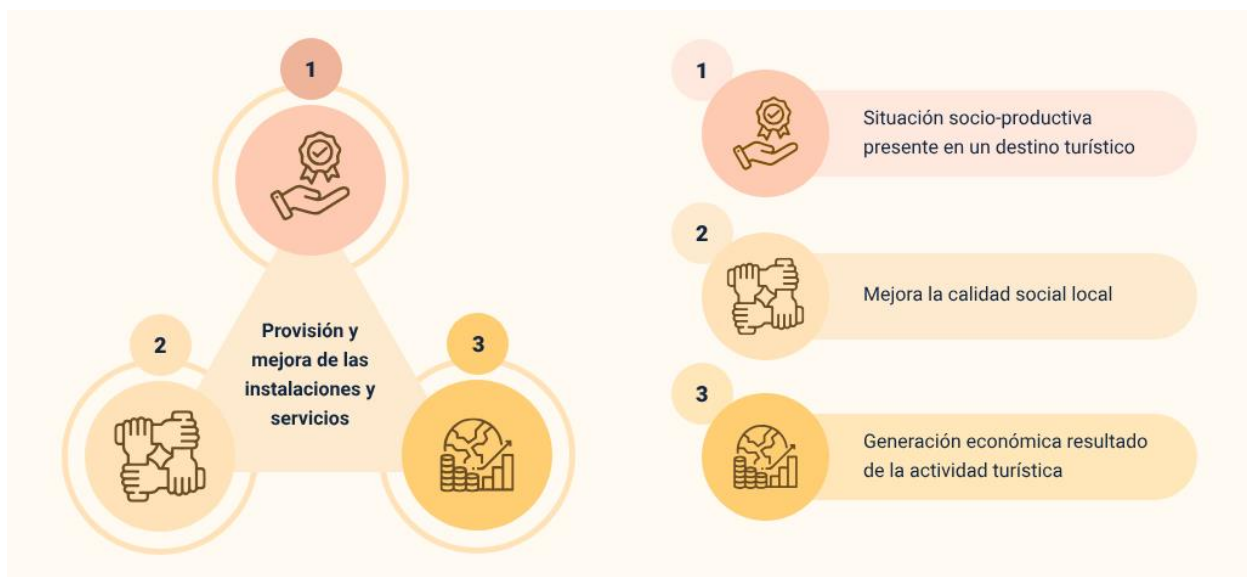 1
Provisión y
mejora de las
instalaciones y
servicios
2
3
1
Situación socio-productiva
presente en un destino turístico
2
Mejora la calidad social local
3
Generación económica resultado
de la actividad turística